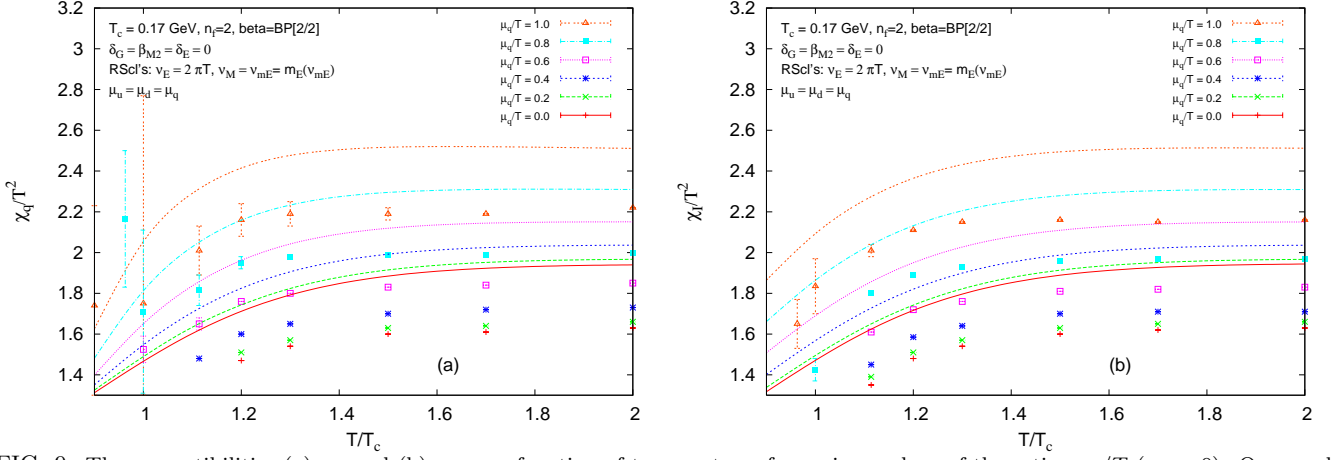 3.2
3
2.8
2.6
2.4
2.2
2
1.8
1.6
1.4
χ_q/T^2
T_c = 0.17 GeV, n_f=2, beta=BP[2/2]
δ_G = β_M2 = δ_E = 0
RScl's: ν_E = 2 πT, ν_M = ν_mE = m_E(ν_mE)
μ_u = μ_d = μ_q
μ_q/T = 1.0
μ_q/T = 0.8
μ_q/T = 0.6
μ_q/T = 0.4
μ_q/T = 0.2
μ_q/T = 0.0
(a)
1 1.2 1.4 1.6 1.8 2
T/T_c
3.2
3
2.8
2.6
2.4
2.2
2
1.8
1.6
1.4
χ_I/T^2
T_c = 0.17 GeV, n_f=2, beta=BP[2/2]
δ_G = β_M2 = δ_E = 0
RScl's: ν_E = 2 πT, ν_M = ν_mE = m_E(ν_mE)
μ_u = μ_d = μ_q
μ_q/T = 1.0
μ_q/T = 0.8
μ_q/T = 0.6
μ_q/T = 0.4
μ_q/T = 0.2
μ_q/T = 0.0
(b)
1 1.2 1.4 1.6 1.8 2
T/T_c
FIG. The susceptibilities (a) and (b) as a function of temperature for various values of the ratio